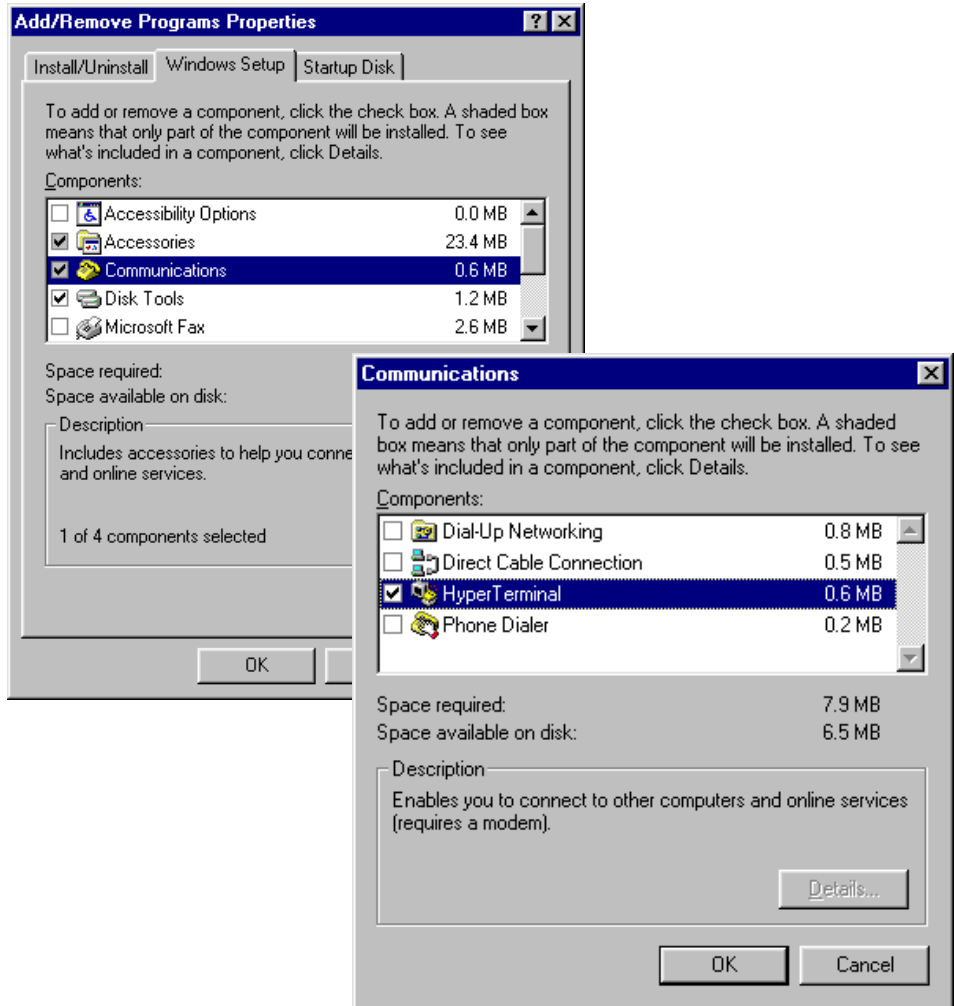 Add/Remove Programs Properties
Install/Uninstall Windows Setup Startup Disk
To add or remove a component, click the check box. A shaded box
means that only part of the component will be installed. To see
what's included in a component, click Details.
Components:
Accessibility Options 0.0 MB
Accessories 23.4 MB
Communications 0.6 MB
Disk Tools 1.2 MB
Microsoft Fax 2.6 MB
Space required:
Space available on disk:
Description
Includes accessories to help you conne
and online services.
1 of 4 components selected
OK
Communications
To add or remove a component, click the check box. A shaded
box means that only part of the component will be installed. To see
what's included in a component, click Details.
Components:
Dial-Up Networking 0.8 MB
Direct Cable Connection 0.5 MB
HyperTerminal 0.6 MB
Phone Dialer 0.2 MB
Space required: 7.9 MB
Space available on disk: 6.5 MB
Description
Enables you to connect to other computers and online services
(requires a modem).
Details...
OK Cancel